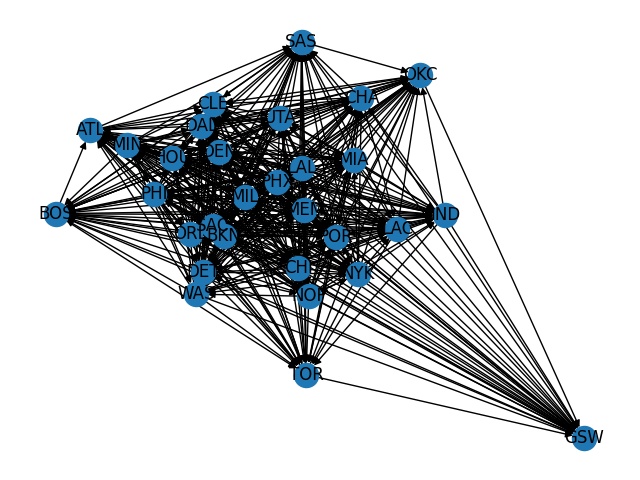 SAS
OKC
CHA
CLE
UTA
DAL
ATL
MIN
HOU
DEN
MIA
LAL
PHX
PHI
MIL
MEM
BOS
IND
SAC
ORL
BKN
POR
LAC
CHI
DET
NYK
WAS
NOP
TOR
GSW